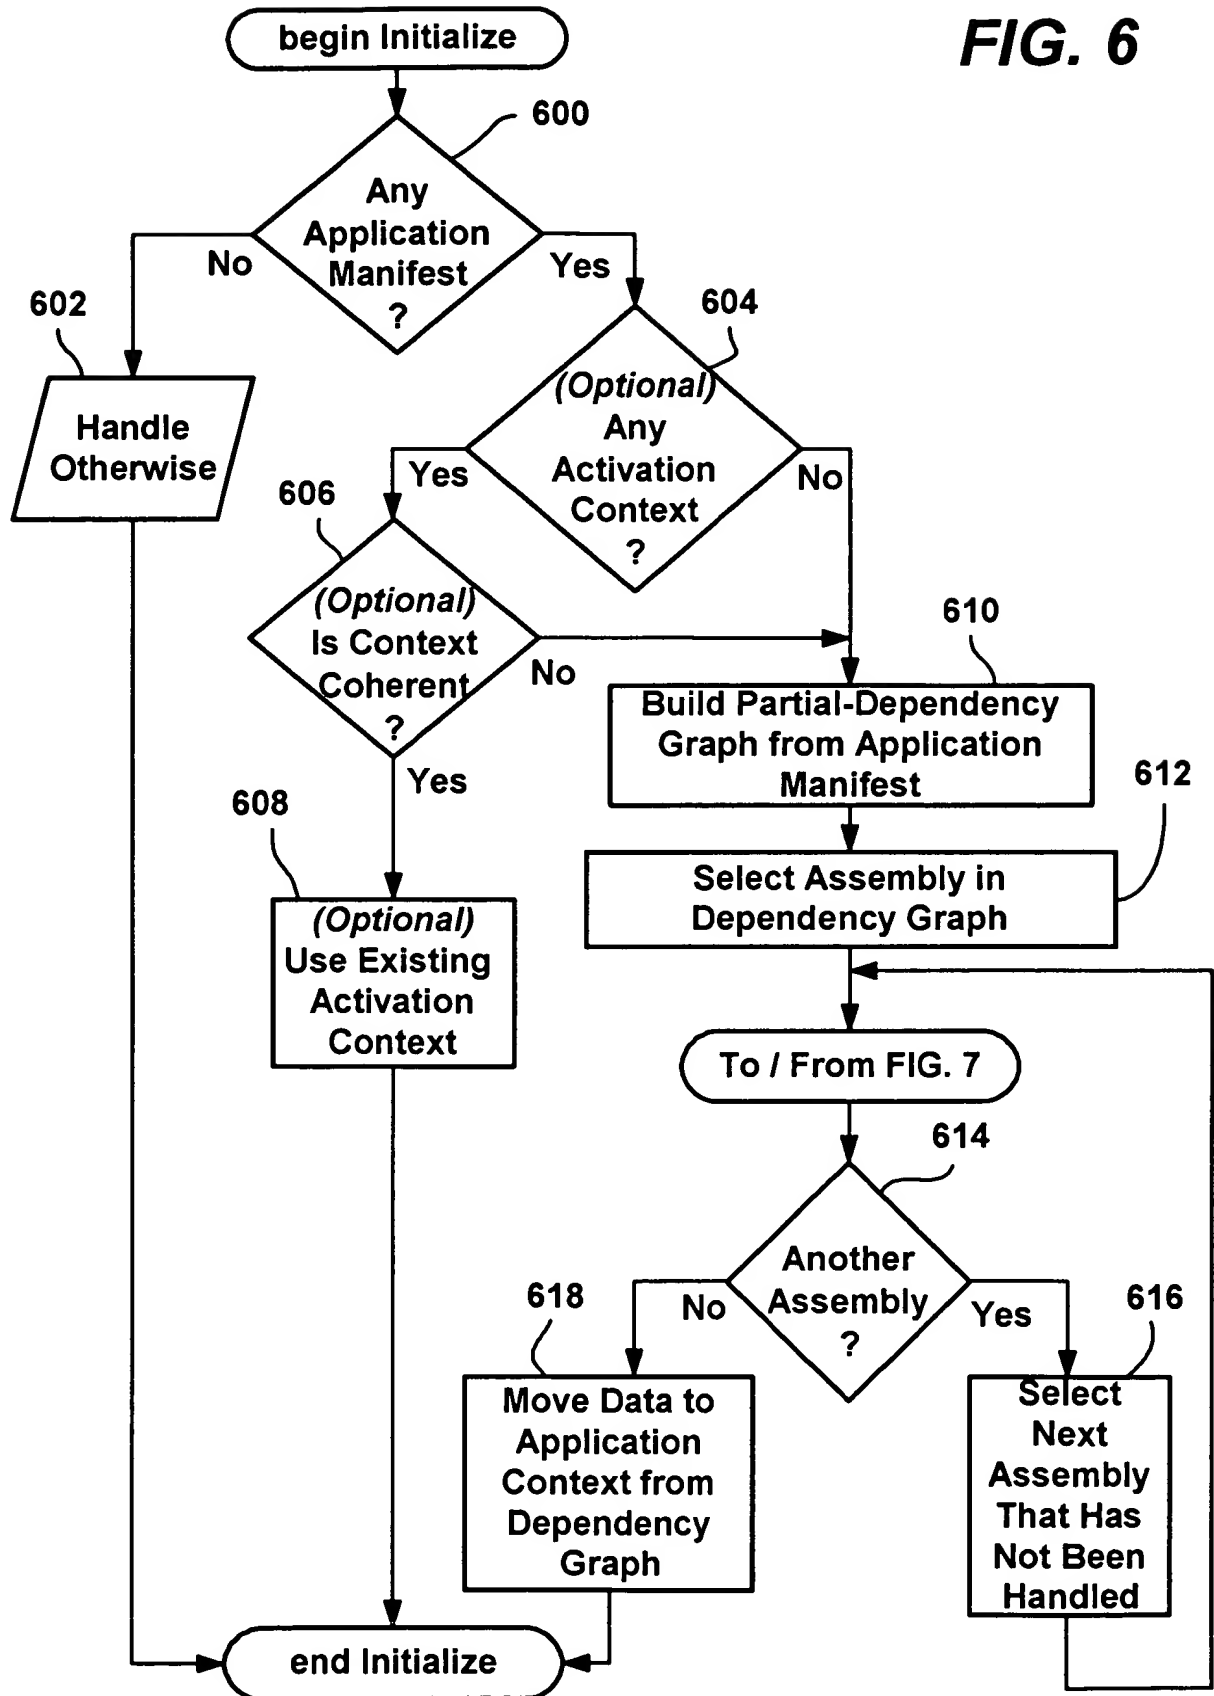 begin Initialize
FIG. 6
600
Any
Application
Manifest
?
No
Yes
602
604
Handle
Otherwise
(Optional)
Any
Activation
Context
?
Yes
No
606
(Optional)
Is Context
Coherent
?
No
Yes
610
Build Partial-Dependency
Graph from Application
Manifest
612
608
Select Assembly in
Dependency Graph
(Optional)
Use Existing
Activation
Context
To / From FIG. 7
614
Another
Assembly
?
No
Yes
618
616
Move Data to
Application
Context from
Dependency
Graph
Select
Next
Assembly
That Has
Not Been
Handled
end Initialize